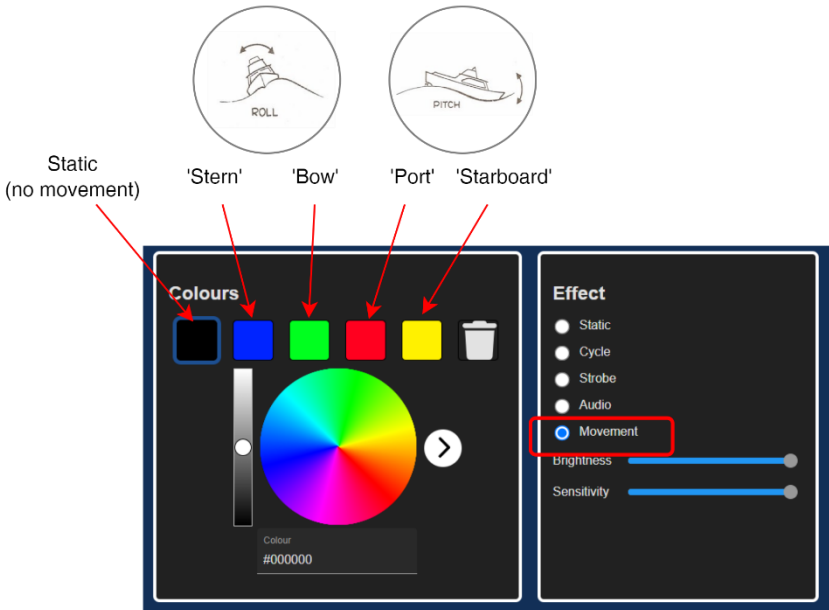 ROLL
PITCH
Static
(no movement)
'Stern'
'Bow'
'Port'
'Starboard'
Colours
Colour
#000000
Effect
Static
Cycle
Strobe
Audio
Movement
Brightness
Sensitivity